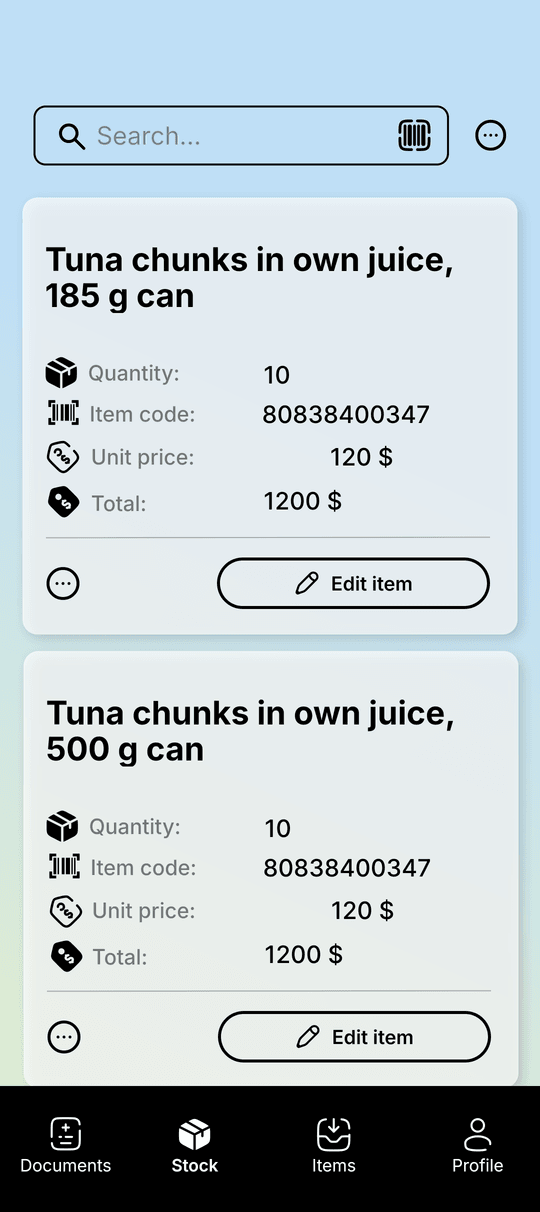 Search...
Tuna chunks in own juice,
185 g can
Quantity: 10
Item code: 80838400347
Unit price: 120 $
Total: 1200 $
Edit item
Tuna chunks in own juice,
500 g can
Quantity: 10
Item code: 80838400347
Unit price: 120 $
Total: 1200 $
Edit item
Documents Stock Items Profile